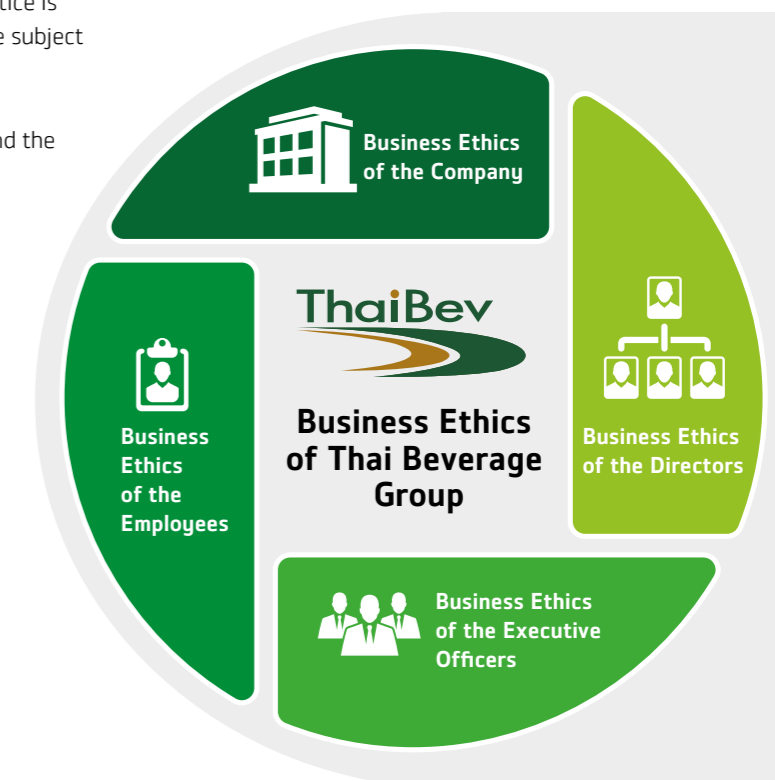 tice is
e subject
nd the
Business Ethics
of the Company
ThaiBev
Business Ethics
of Thai Beverage
Group
Business Ethics
of the Directors
Business
Ethics
of the
Employees
Business Ethics
of the Executive
Officers